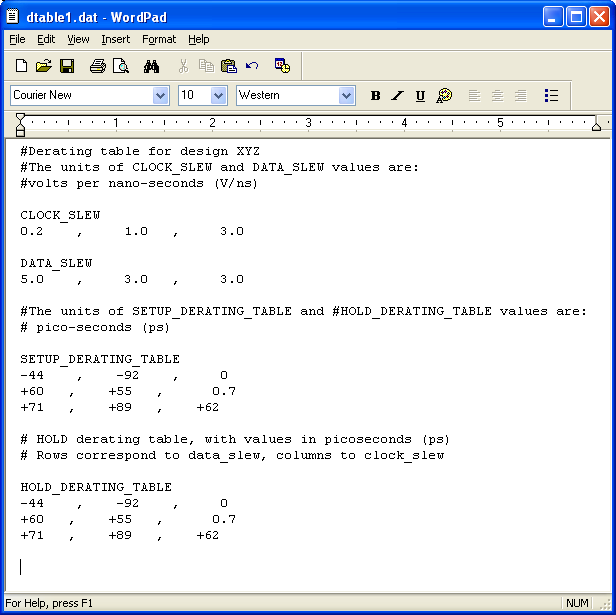 dtable1.dat - WordPad
File Edit View Insert Format Help
Courier New 10 Western B / U
1 2 3 4 5
#Derating table for design XYZ
#The units of CLOCK_SLEW and DATA_SLEW values are:
#volts per nano-seconds (V/ns)
CLOCK_SLEW
0.2 , 1.0 , 3.0
DATA_SLEW
5.0 , 3.0 , 3.0
#The units of SETUP_DERATING_TABLE and #HOLD_DERATING_TABLE values are:
# pico-seconds (ps)
SETUP_DERATING_TABLE
-44 , -92 , 0
+60 , +55 , 0.7
+71 , +89 , +62
# HOLD derating table, with values in picoseconds (ps)
# Rows correspond to data_slew, columns to clock_slew
HOLD_DERATING_TABLE
-44 , -92 , 0
+60 , +55 , 0.7
+71 , +89 , +62
For Help, press F1 NUM